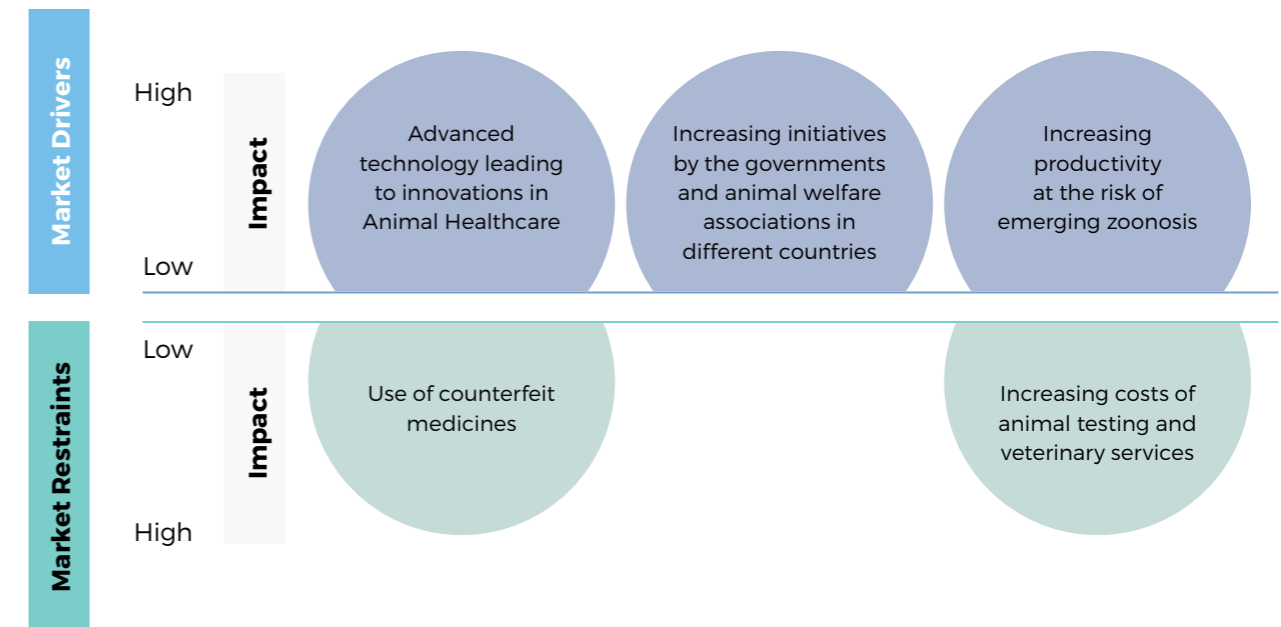 Market Drivers
High
Low
Impact
Advanced
technology leading
to innovations in
Animal Healthcare
Increasing initiatives
by the governments
and animal welfare
associations in
different countries
Increasing
productivity
at the risk of
emerging zoonosis
Market Restraints
Low
High
Impact
Use of counterfeit
medicines
Increasing costs of
animal testing and
veterinary services